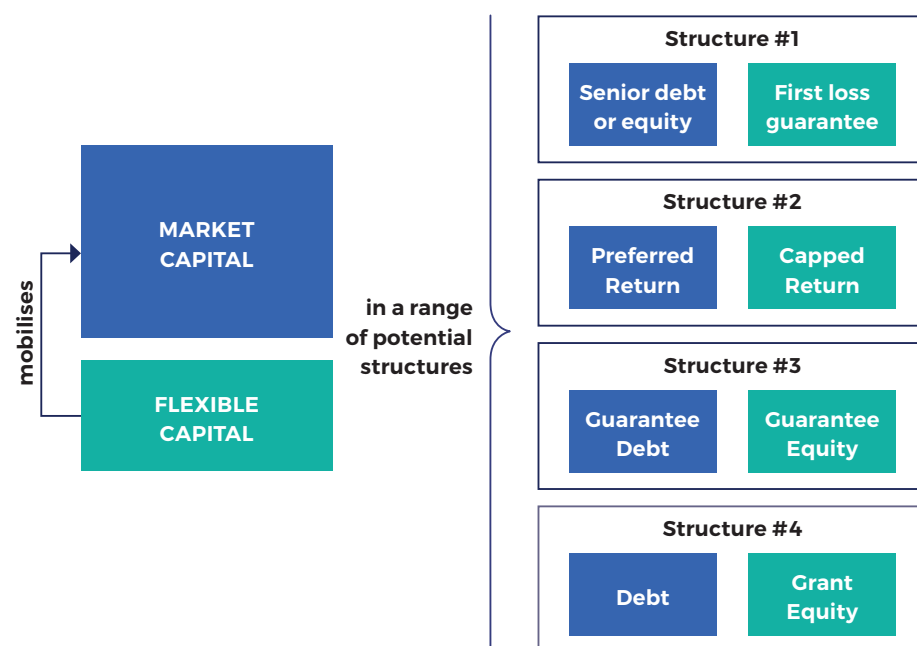 mobilises
MARKET
CAPITAL
FLEXIBLE
CAPITAL
in a range
of potential
structures
Structure #1
Senior debt
or equity
First loss
guarantee
Structure #2
Preferred
Return
Capped
Return
Structure #3
Guarantee
Debt
Guarantee
Equity
Structure #4
Debt
Grant
Equity